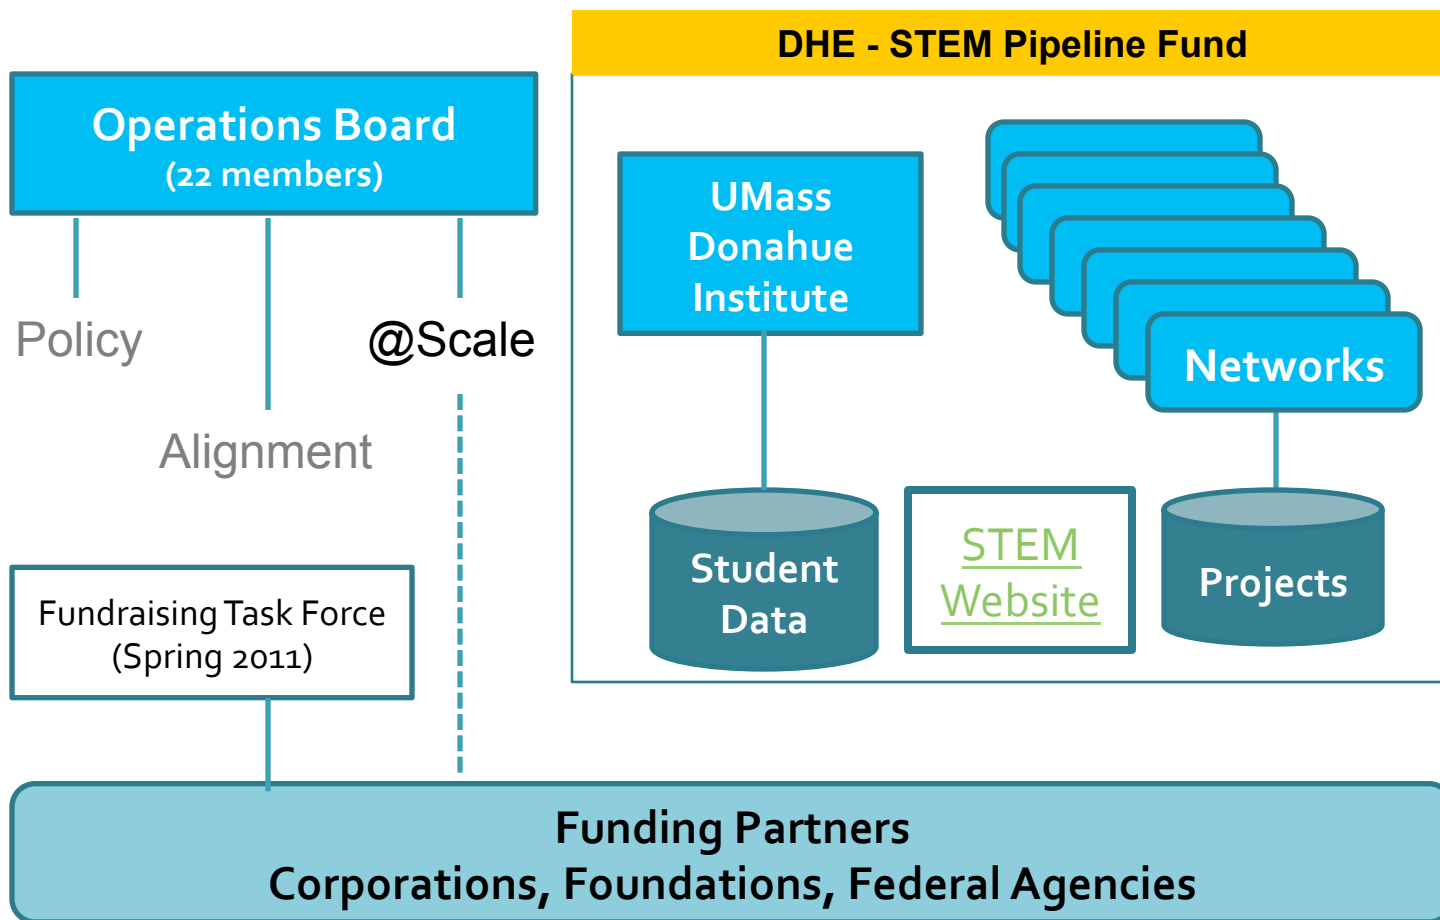 DHE - STEM Pipeline Fund
Operations Board
(22 members)
Policy
@Scale
Alignment
UMass
Donahue
Institute
Networks
Student
Data
STEM
Website
Projects
Fundraising Task Force
(Spring 2011)
Funding Partners
Corporations, Foundations, Federal Agencies